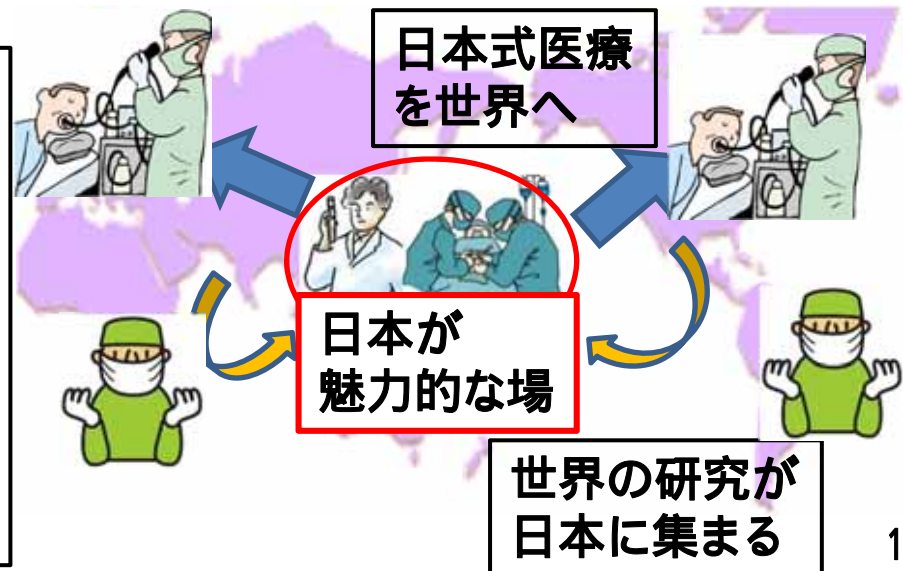 日本式医療
を世界へ
日本が
魅力的な場
世界の研究が
日本に集まる
1